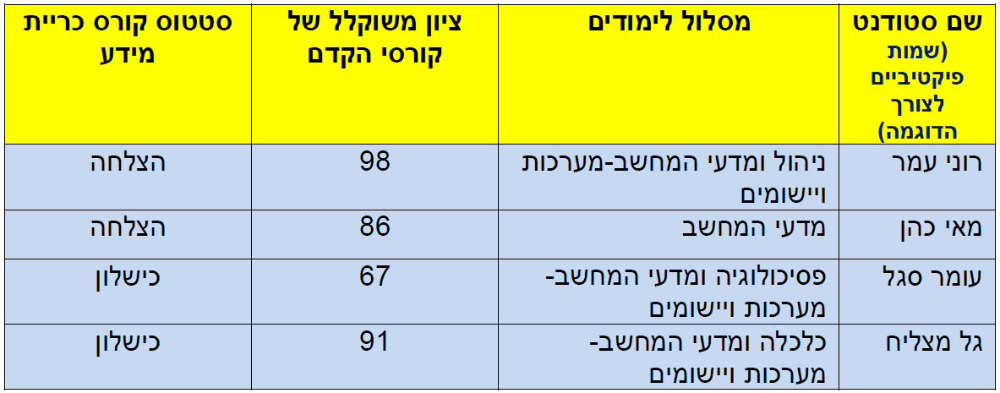 שם סטודנט
(שמות
פיקטיביים
לצורך
הדוגמה)
מסלול לימודים
ציון משוקלל של
קורסי הקדם
סטטוס קורס כריית
מידע
רוני עמר
ניהול ומדעי המחשב-מערכות
ויישומים
98
הצלחה
מאי כהן
מדעי המחשב
86
הצלחה
עומר סגל
פסיכולוגיה ומדעי המחשב-
מערכות ויישומים
67
כישלון
גל מצליח
כלכלה ומדעי המחשב-
מערכות ויישומים
91
כישלון